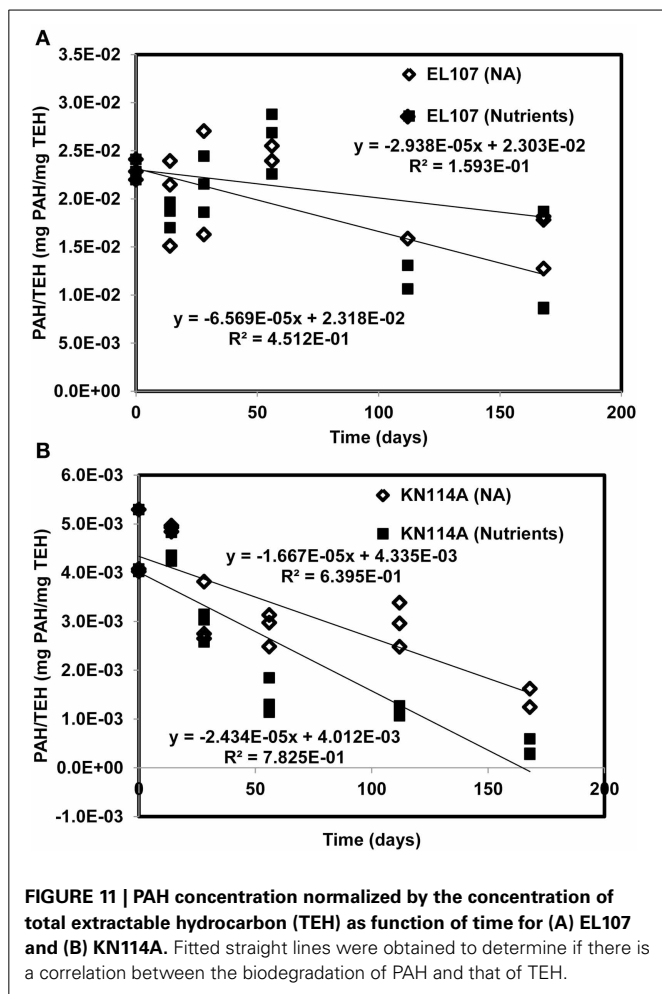 A
3.5E-02
3.0E-02
2.5E-02
2.0E-02
1.5E-02
1.0E-02
5.0E-03
0.0E+00
PAH/TEH (mg PAH/mg TEH)
EL107 (NA)
EL107 (Nutrients)
y = -2.938E-05x + 2.303E-02
R² = 1.593E-01
y = -6.569E-05x + 2.318E-02
R² = 4.512E-01
0 50 100 150 200
Time (days)
B
6.0E-03
5.0E-03
4.0E-03
3.0E-03
2.0E-03
1.0E-03
0.0E+00
-1.0E-03
PAH/TEH (mg PAH/mg TEH)
KN114A (NA)
KN114A (Nutrients)
y = -1.667E-05x + 4.335E-03
R² = 6.395E-01
y = -2.434E-05x + 4.012E-03
R² = 7.825E-01
0 50 100 150 200
Time (days)
FIGURE 11 | PAH concentration normalized by the concentration of
total extractable hydrocarbon (TEH) as function of time for (A) EL107
and (B) KN114A. Fitted straight lines were obtained to determine if there is
a correlation between the biodegradation of PAH and that of TEH.